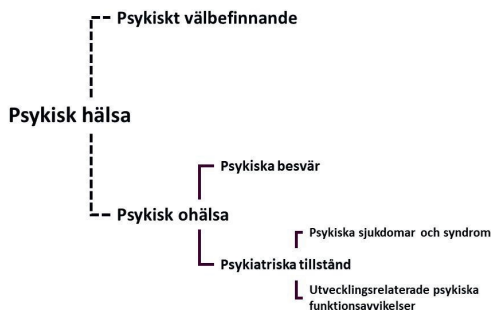 Psykiskt välbefinnande
Psykisk hälsa
Psykiska besvär
Psykisk ohälsa
Psykiska sjukdomar och syndrom
Psykiatriska tillstånd
Utvecklingsrelaterade psykiska
funktionsavvikelser